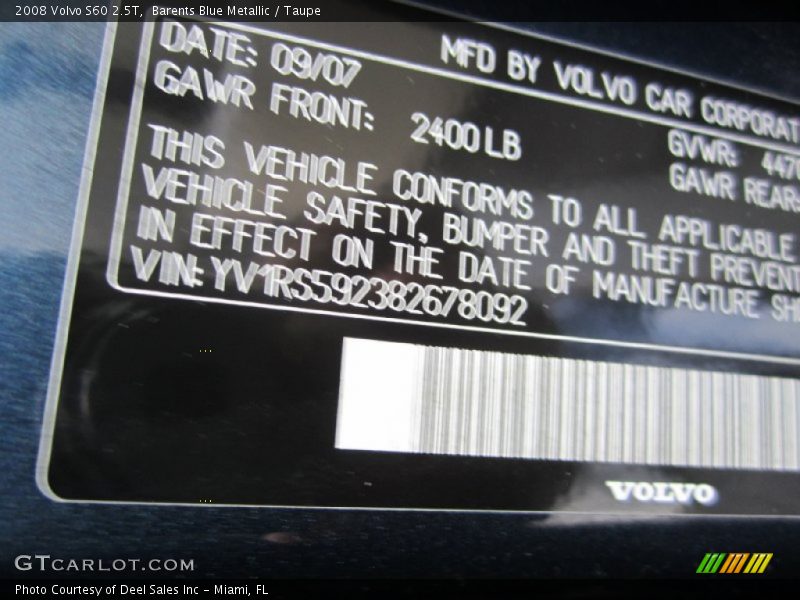 2008 Volvo S60 2.5T, Barents Blue Metallic / Taupe
DATE: 09/07 MFD BY VOLVO CAR CORPORAT
GAWR FRONT: 2400 LB GVWR: 4470
GAWR REAR:
THIS VEHICLE CONFORMS TO ALL APPLICABLE
VEHICLE SAFETY, BUMPER AND THEFT PREVENT
IN EFFECT ON THE DATE OF MANUFACTURE SH
VIN: YV1RS592382678092
VOLVO
GTCARLOT.COM
Photo Courtesy of Deel Sales Inc - Miami, FL